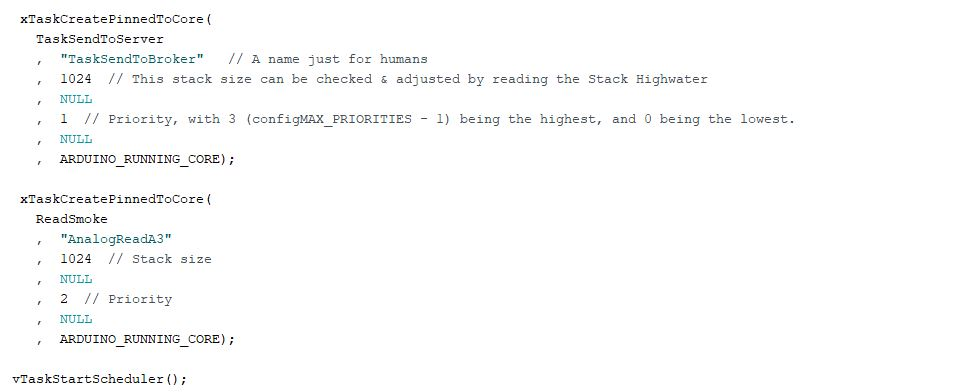 xTaskCreatePinnedToCore(
TaskSendToServer
, "TaskSendToBroker" // A name just for humans
, 1024 // This stack size can be checked & adjusted by reading the Stack Highwater
, NULL
, 1 // Priority, with 3 (configMAX_PRIORITIES - 1) being the highest, and 0 being the lowest.
, NULL
, ARDUINO_RUNNING_CORE);
xTaskCreatePinnedToCore(
ReadSmoke
, "AnalogReadA3"
, 1024 // Stack size
, NULL
, 2 // Priority
, NULL
, ARDUINO_RUNNING_CORE);
vTaskStartScheduler();